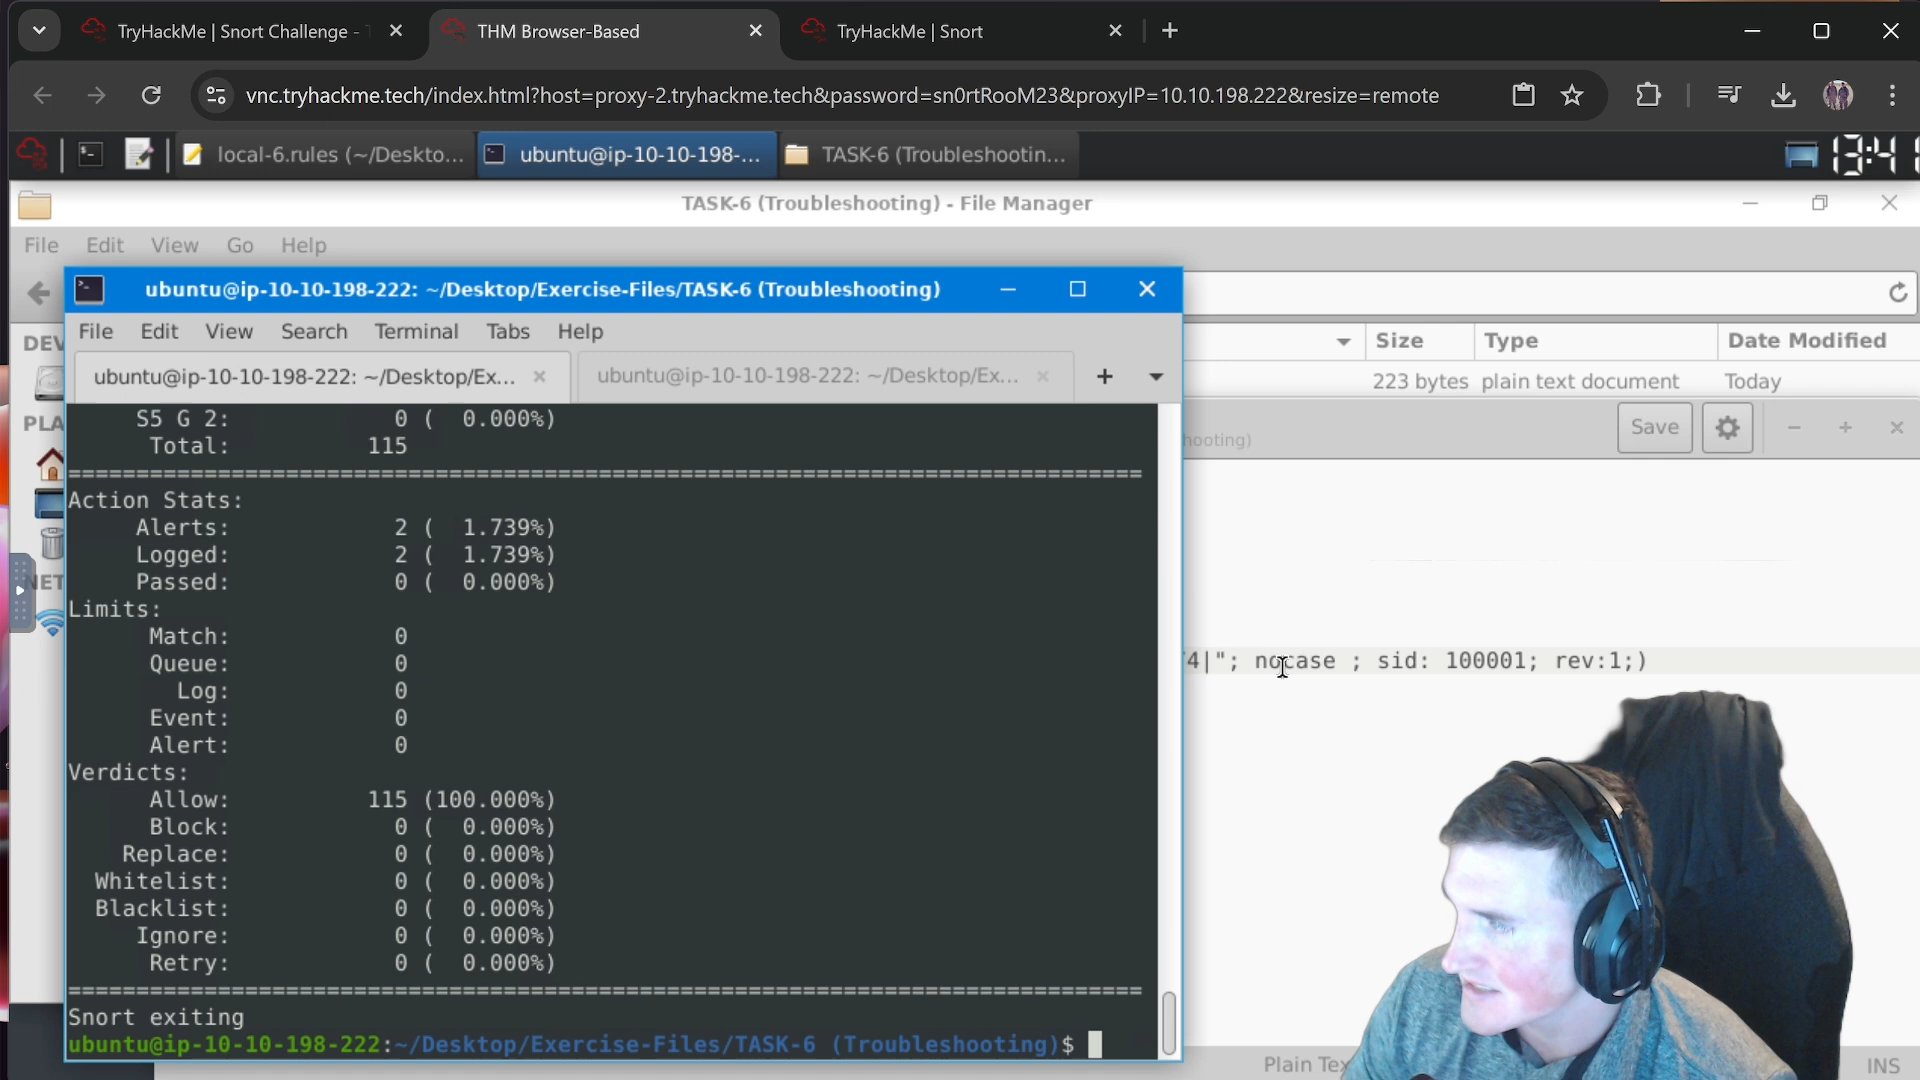 TryHackMe | Snort Challenge -
THM Browser-Based
TryHackMe | Snort
vnc.tryhackme.tech/index.html?host=proxy-2.tryhackme.tech&password=sn0rtRooM23&proxyIP=10.10.198.222&resize=remote
local-6.rules (~/Deskto...
ubuntu@ip-10-10-198-...
TASK-6 (Troubleshootin...
13:41
TASK-6 (Troubleshooting) - File Manager
File Edit View Go Help
ubuntu@ip-10-10-198-222: ~/Desktop/Exercise-Files/TASK-6 (Troubleshooting)
File Edit View Search Terminal Tabs Help
DEV
Size Type Date Modified
ubuntu@ip-10-10-198-222: ~/Desktop/Ex...
ubuntu@ip-10-10-198-222: ~/Desktop/Ex...
223 bytes plain text document Today
PLA
hooting)
Save
NET
S5 G 2: 0 ( 0.000%)
Total: 115
===============================================================================
Action Stats:
Alerts: 2 ( 1.739%)
Logged: 2 ( 1.739%)
Passed: 0 ( 0.000%)
Limits:
Match: 0
Queue: 0
Log: 0
Event: 0
Alert: 0
Verdicts:
Allow: 115 (100.000%)
Block: 0 ( 0.000%)
Replace: 0 ( 0.000%)
Whitelist: 0 ( 0.000%)
Blacklist: 0 ( 0.000%)
Ignore: 0 ( 0.000%)
Retry: 0 ( 0.000%)
===============================================================================
Snort exiting
ubuntu@ip-10-10-198-222:~/Desktop/Exercise-Files/TASK-6 (Troubleshooting)$
4|"; nocase ; sid: 100001; rev:1;)
Plain Tex
INS